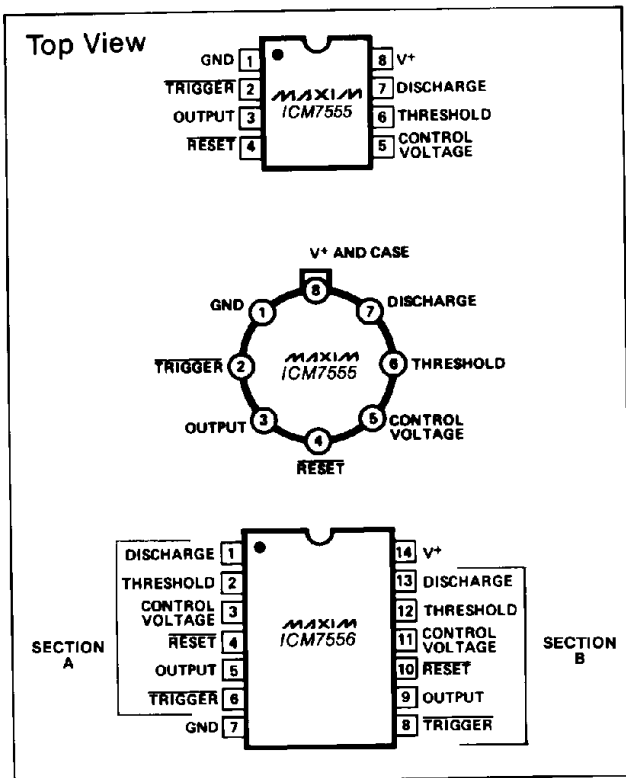 Top View
GND 1
TRIGGER 2
OUTPUT 3
RESET 4
MAXIM
ICM7555
8 V+
7 DISCHARGE
6 THRESHOLD
5 CONTROL
VOLTAGE
V+ AND CASE
8
GND 1
7 DISCHARGE
TRIGGER 2
MAXIM
ICM7555
6 THRESHOLD
OUTPUT 3
5 CONTROL
VOLTAGE
4
RESET
SECTION
A
DISCHARGE 1
THRESHOLD 2
CONTROL
VOLTAGE 3
RESET 4
OUTPUT 5
TRIGGER 6
GND 7
MAXIM
ICM7556
14 V+
13 DISCHARGE
12 THRESHOLD
11 CONTROL
VOLTAGE
10 RESET
9 OUTPUT
8 TRIGGER
SECTION
B